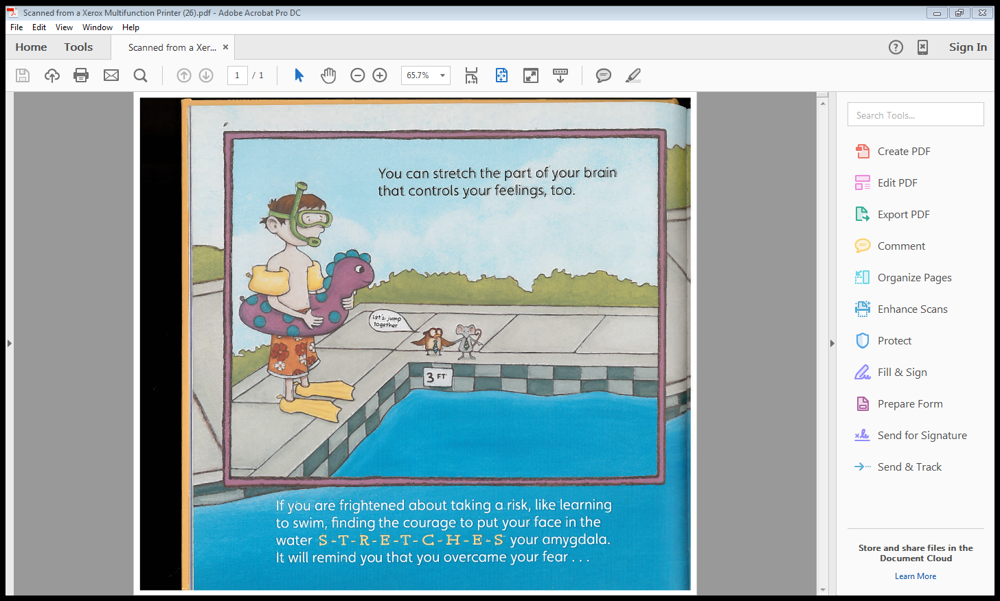 Scanned from a Xerox Multifunction Printer (26).pdf - Adobe Acrobat Pro DC
File Edit View Window Help
Home Tools Scanned from a Xer... × Sign In
1 / 1 65.7%
You can stretch the part of your brain
that controls your feelings, too.
Let's jump
together
3 FT
If you are frightened about taking a risk, like learning
to swim, finding the courage to put your face in the
water S-T-R-E-T-C-H-E-S your amygdala.
It will remind you that you overcame your fear . . .
Search Tools...
Create PDF
Edit PDF
Export PDF
Comment
Organize Pages
Enhance Scans
Protect
Fill & Sign
Prepare Form
Send for Signature
Send & Track
Store and share files in the
Document Cloud
Learn More